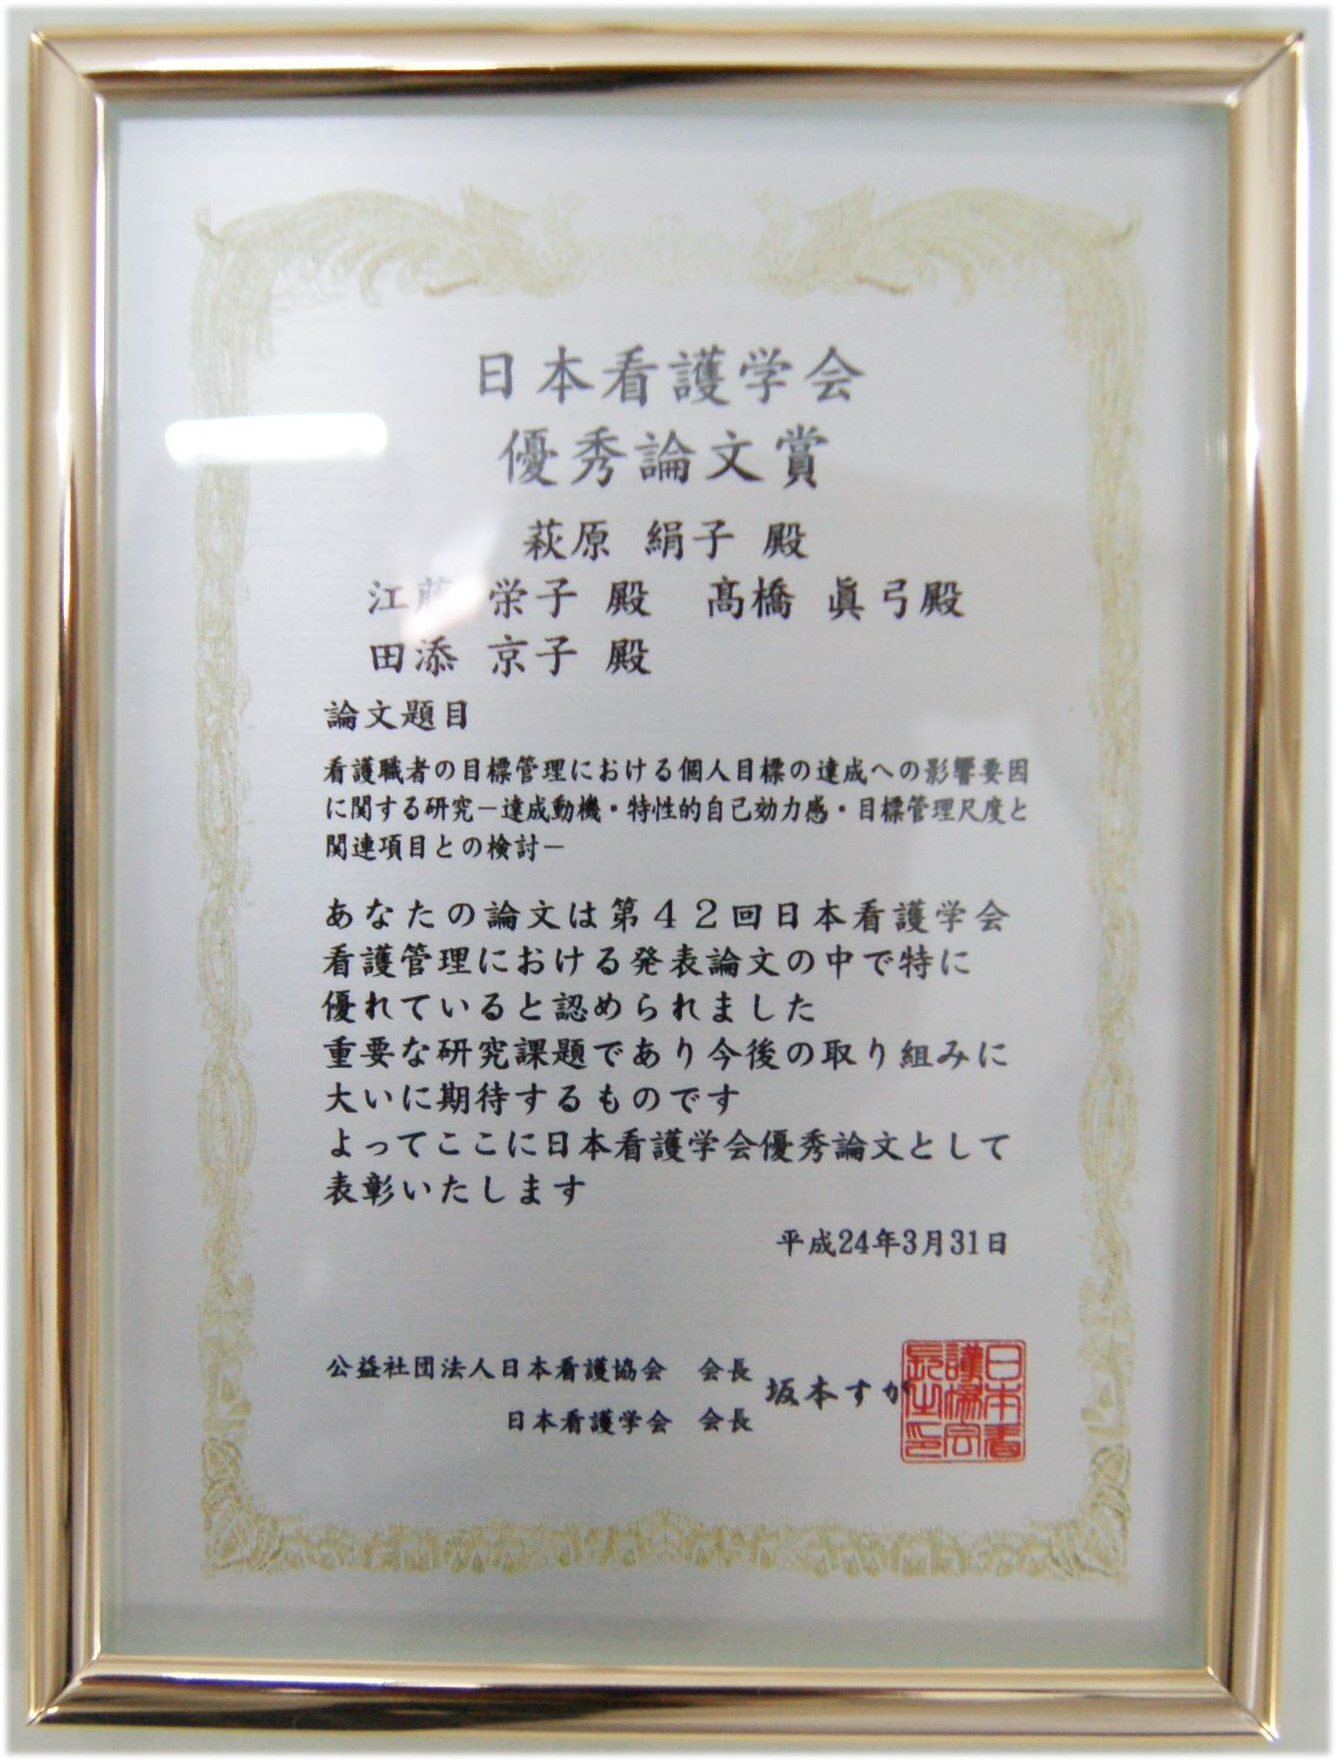 日本看護学会
優秀論文賞
萩原 絹子 殿
江藤 栄子 殿 髙橋 眞弓殿
田添 京子 殿
論文題目
看護職者の目標管理における個人目標の達成への影響要因
に関する研究－達成動機・特性的自己効力感・目標管理尺度と
関連項目との検討－
あなたの論文は第４２回日本看護学会
看護管理における発表論文の中で特に
優れていると認められました
重要な研究課題であり今後の取り組みに
大いに期待するものです
よってここに日本看護学会優秀論文として
表彰いたします
平成24年3月31日
公益社団法人日本看護協会 会長
日本看護学会 会長
坂本すが
日本看
護協会
長之印